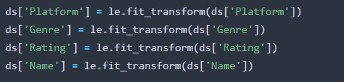 ds['Platform'] = le.fit_transform(ds['Platform'])
ds['Genre'] = le.fit_transform(ds['Genre'])
ds['Rating'] = le.fit_transform(ds['Rating'])
ds['Name'] = le.fit_transform(ds['Name'])